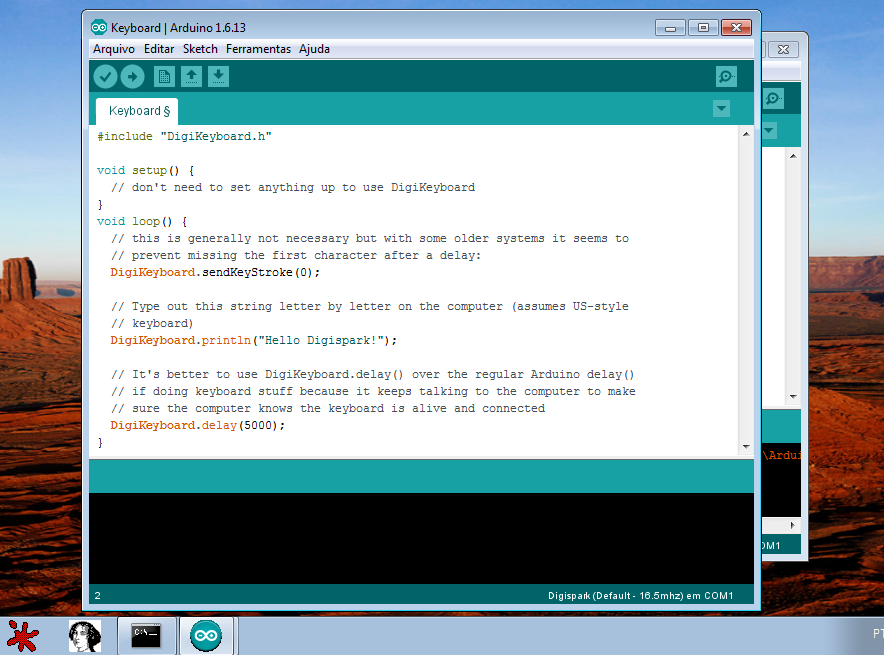 Keyboard | Arduino 1.6.13
Arquivo Editar Sketch Ferramentas Ajuda
Keyboard §
#include "DigiKeyboard.h"
void setup() {
// don't need to set anything up to use DigiKeyboard
}
void loop() {
// this is generally not necessary but with some older systems it seems to
// prevent missing the first character after a delay:
DigiKeyboard.sendKeyStroke(0);
// Type out this string letter by letter on the computer (assumes US-style
// keyboard)
DigiKeyboard.println("Hello Digispark!");
// It's better to use DigiKeyboard.delay() over the regular Arduino delay()
// if doing keyboard stuff because it keeps talking to the computer to make
// sure the computer knows the keyboard is alive and connected
DigiKeyboard.delay(5000);
}
\Ardui
OM1
2 Digispark (Default - 16.5mhz) em COM1
C:\
PT